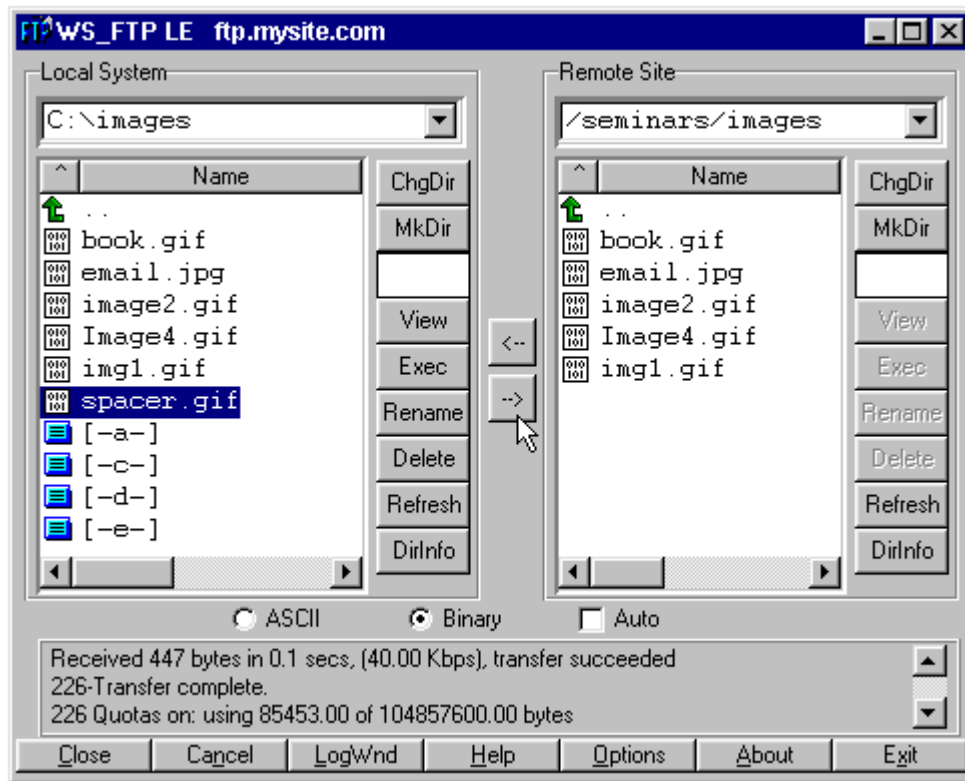 FTP WS_FTP LE ftp.mysite.com
Local System
C:\images
^ Name
..
book.gif
email.jpg
image2.gif
Image4.gif
img1.gif
spacer.gif
[-a-]
[-c-]
[-d-]
[-e-]
ChgDir
MkDir
View
Exec
Rename
Delete
Refresh
DirInfo
<--
-->
Remote Site
/seminars/images
^ Name
..
book.gif
email.jpg
image2.gif
Image4.gif
img1.gif
ChgDir
MkDir
View
Exec
Rename
Delete
Refresh
DirInfo
ASCII Binary Auto
Received 447 bytes in 0.1 secs, (40.00 Kbps), transfer succeeded
226-Transfer complete.
226 Quotas on: using 85453.00 of 104857600.00 bytes
Close Cancel LogWnd Help Options About Exit